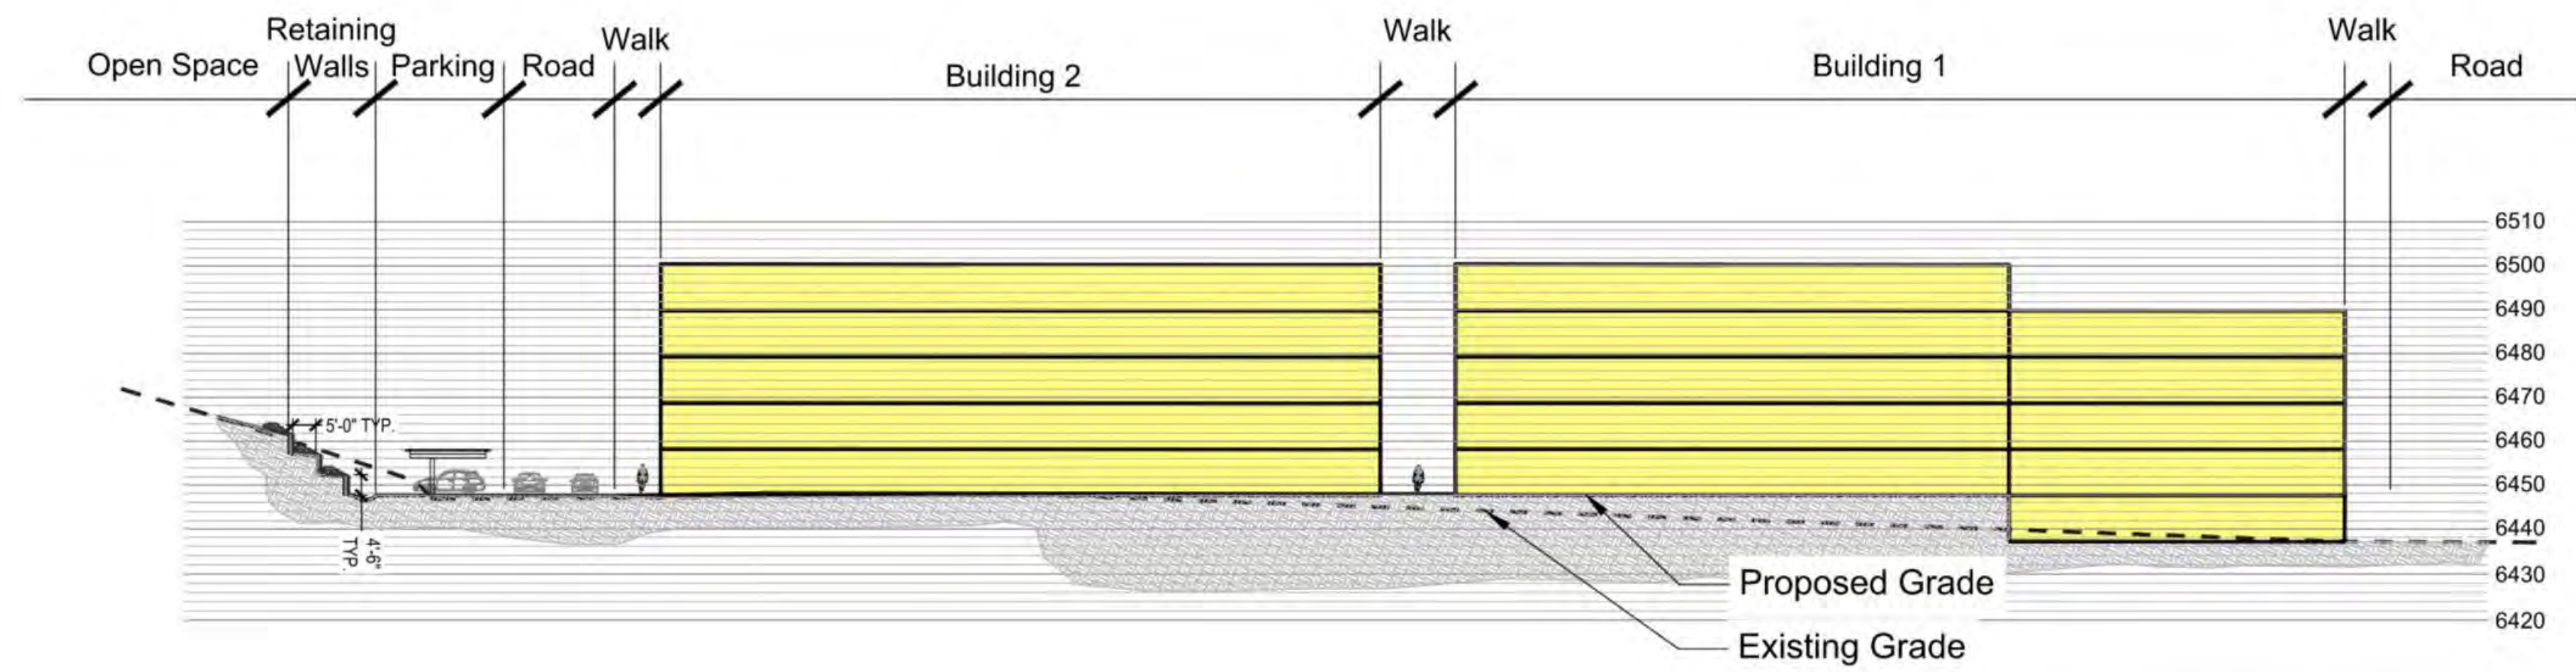 Open Space
Retaining
Walls
Parking
Road
Walk
Building 2
Walk
Building 1
Walk
Road
6510
6500
6490
6480
6470
6460
6450
6440
6430
6420
5'-0" TYP.
4'-6"
TYP.
Proposed Grade
Existing Grade